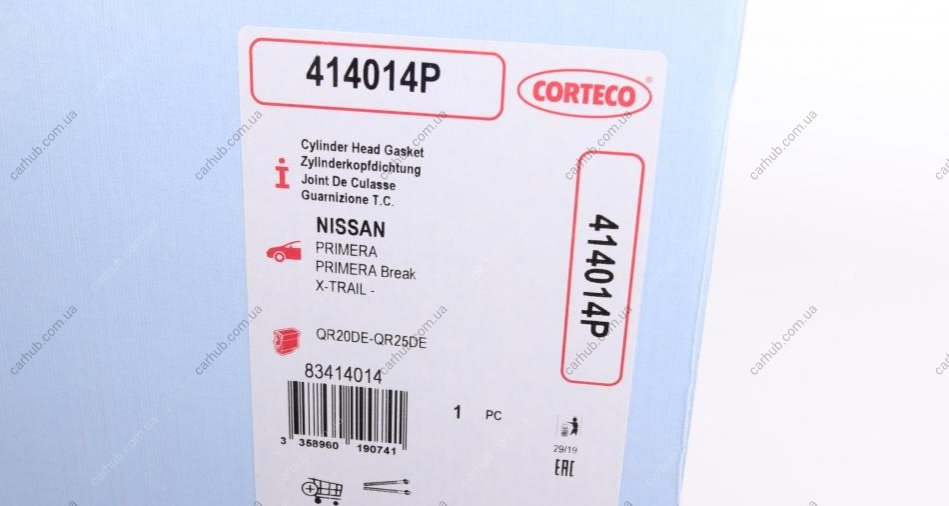 414014P
CORTECO
®
Cylinder Head Gasket
Zylinderkopfdichtung
Joint De Culasse
Guarnizione T.C.
NISSAN
PRIMERA
PRIMERA Break
X-TRAIL -
QR20DE-QR25DE
83414014
3 358960 190741
1 PC
29/19
EAC
414014P
carhub.com.ua